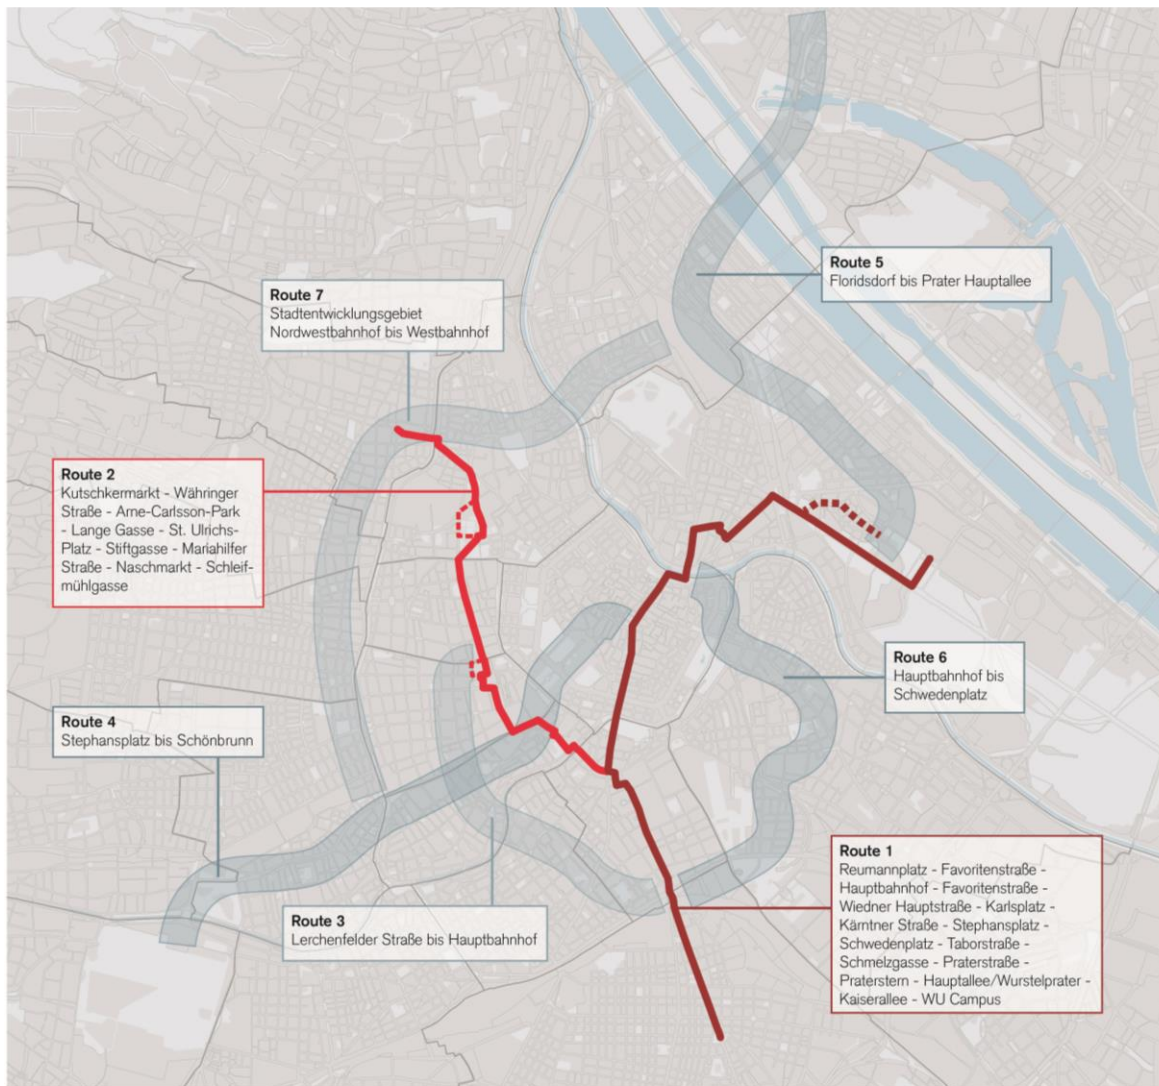 Route 5
Floridsdorf bis Prater Hauptallee
Route 7
Stadtentwicklungsgebiet
Nordwestbahnhof bis Westbahnhof
Route 2
Kutschkermarkt - Währinger
Straße - Arne-Carlsson-Park
- Lange Gasse - St. Ulrichs-
Platz - Stiftgasse - Mariahilfer
Straße - Naschmarkt - Schleif-
mühlgasse
Route 6
Hauptbahnhof bis
Schwedenplatz
Route 4
Stephansplatz bis Schönbrunn
Route 1
Reumannplatz - Favoritenstraße -
Hauptbahnhof - Favoritenstraße -
Wiedner Hauptstraße - Karlsplatz -
Kärntner Straße - Stephansplatz -
Schwedenplatz - Taborstraße -
Schmelzgasse - Praterstraße -
Praterstern - Hauptallee/Wurstelprater -
Kaiserallee - WU Campus
Route 3
Lerchenfelder Straße bis Hauptbahnhof